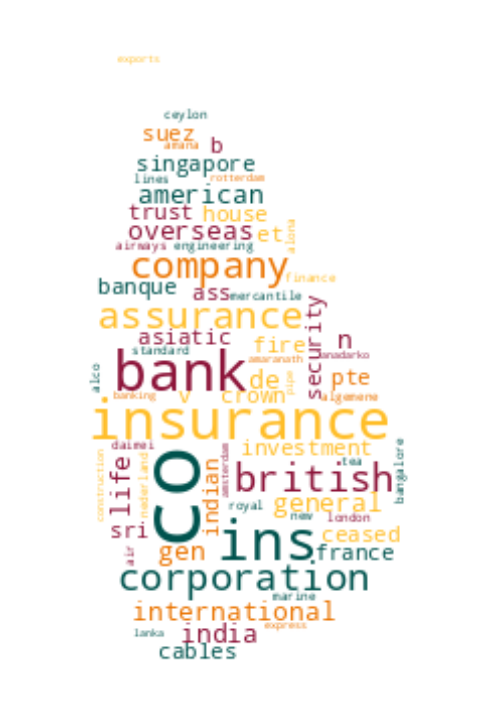 exports
ceylon
suez
amana b
singapore
lines rotterdam
american
trust house
overseas et alona
airways engineering
company
finance
banque ass mercantile
assurance security
asiatic fire n
standard amaranath anadarko
alco bank de pipe pte
banking v crown algemene
insurance
daimei investment
construction life nederland co indian amsterdam british tea bangalore
royal general
sri new london
air gen ins ceased
france
corporation
marine
international
express
lanka india
cables